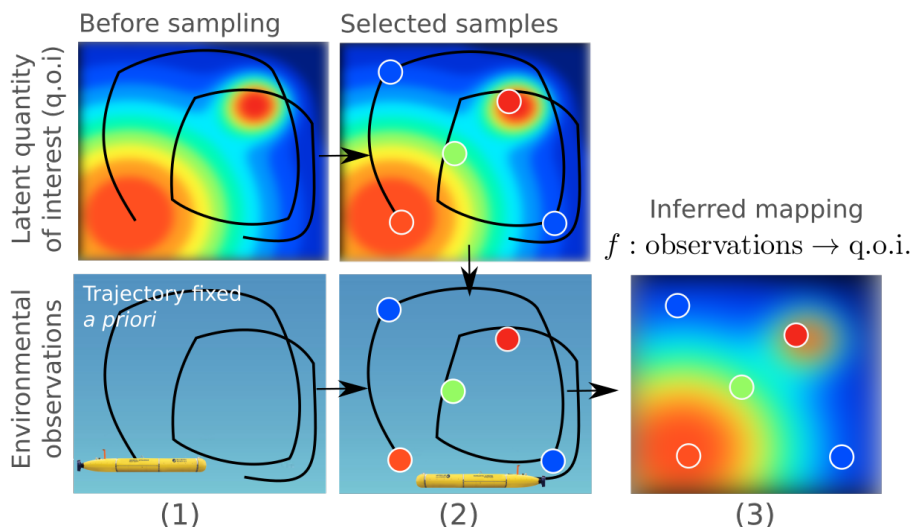 Before sampling
Selected samples
Latent quantity
of interest (q.o.i)
Inferred mapping
f : observations → q.o.i.
Environmental
observations
Trajectory fixed
a priori
(1)
(2)
(3)